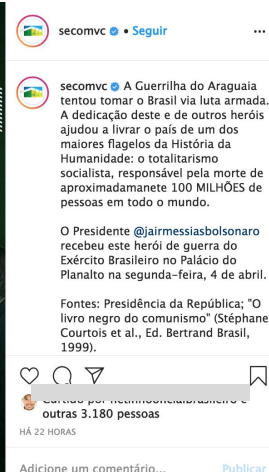 secomvc • Seguir
...
secomvc A Guerrilha do Araguaia
tentou tomar o Brasil via luta armada.
A dedicação deste e de outros heróis
ajudou a livrar o país de um dos
maiores flagelos da História da
Humanidade: o totalitarismo
socialista, responsável pela morte de
aproximadamanete 100 MILHÕES de
pessoas em todo o mundo.
O Presidente @jairmessiasbolsonaro
recebeu este herói de guerra do
Exército Brasileiro no Palácio do
Planalto na segunda-feira, 4 de abril.
Fontes: Presidência da República; "O
livro negro do comunismo" (Stéphane
Courtois et al., Ed. Bertrand Brasil,
1999).
outras 3.180 pessoas
HÁ 22 HORAS
Adicione um comentário... Publicar